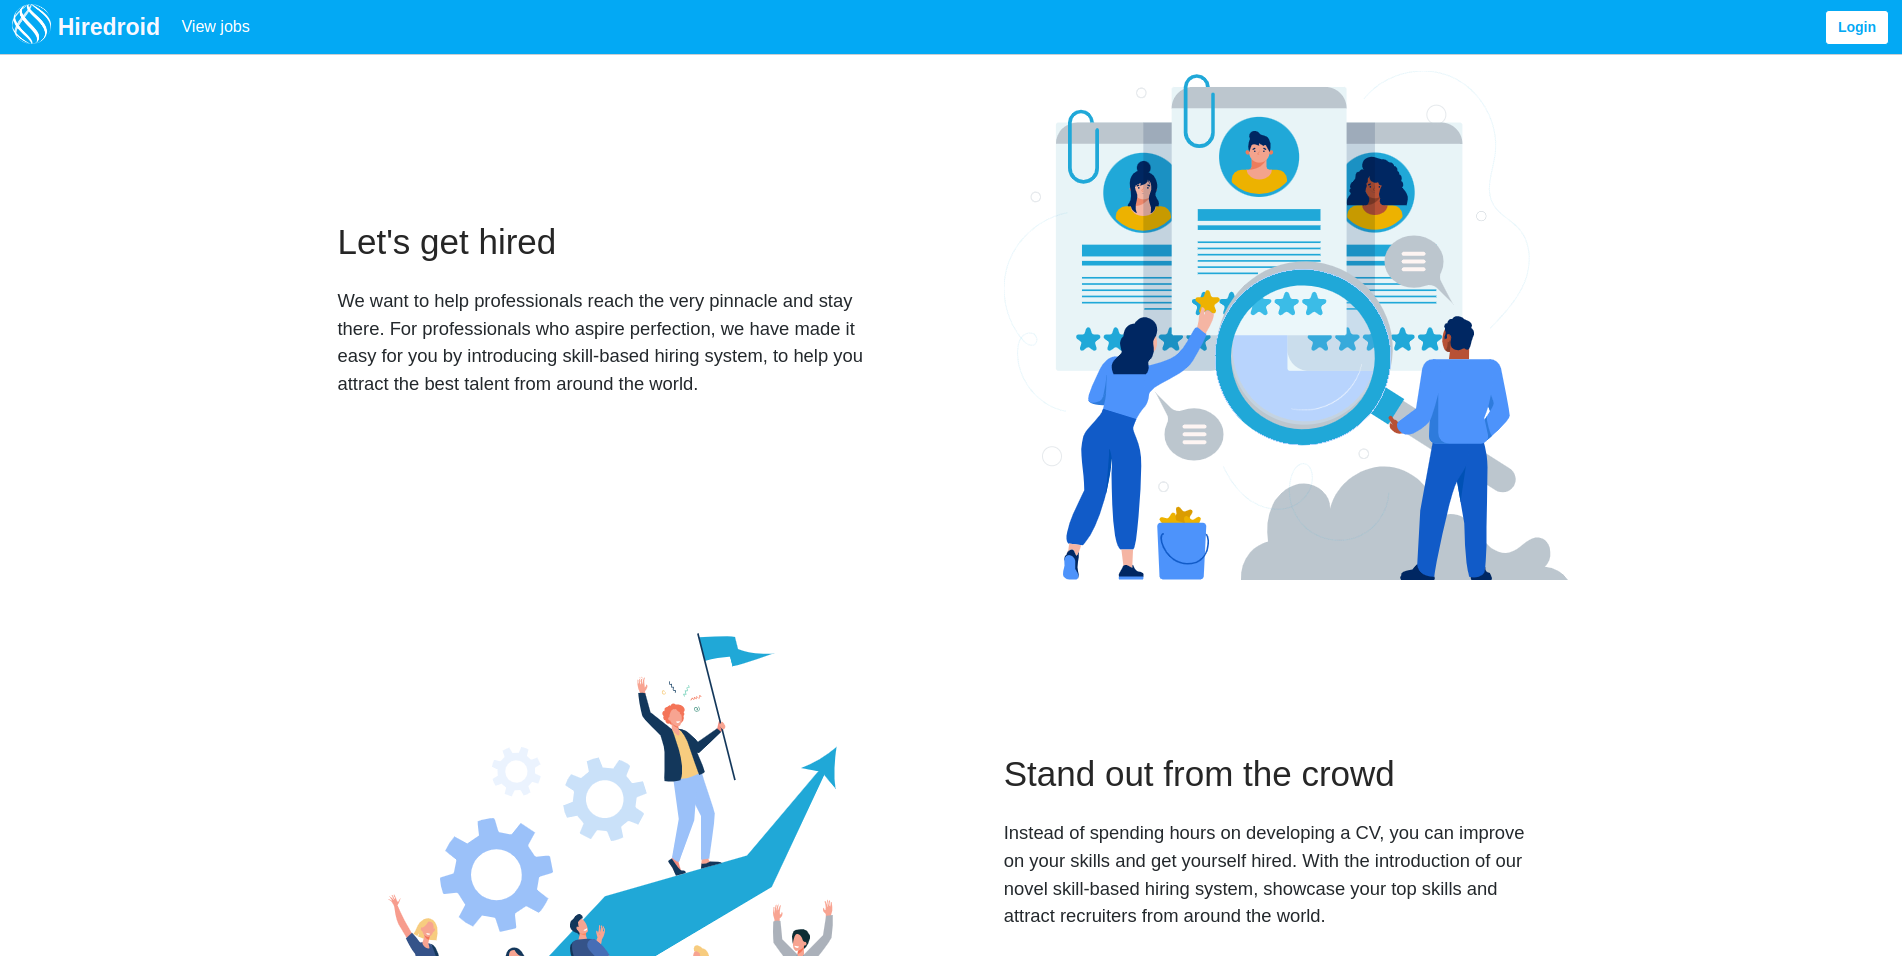 Hiredroid View jobs Login
Let's get hired
We want to help professionals reach the very pinnacle and stay
there. For professionals who aspire perfection, we have made it
easy for you by introducing skill-based hiring system, to help you
attract the best talent from around the world.
Stand out from the crowd
Instead of spending hours on developing a CV, you can improve
on your skills and get yourself hired. With the introduction of our
novel skill-based hiring system, showcase your top skills and
attract recruiters from around the world.